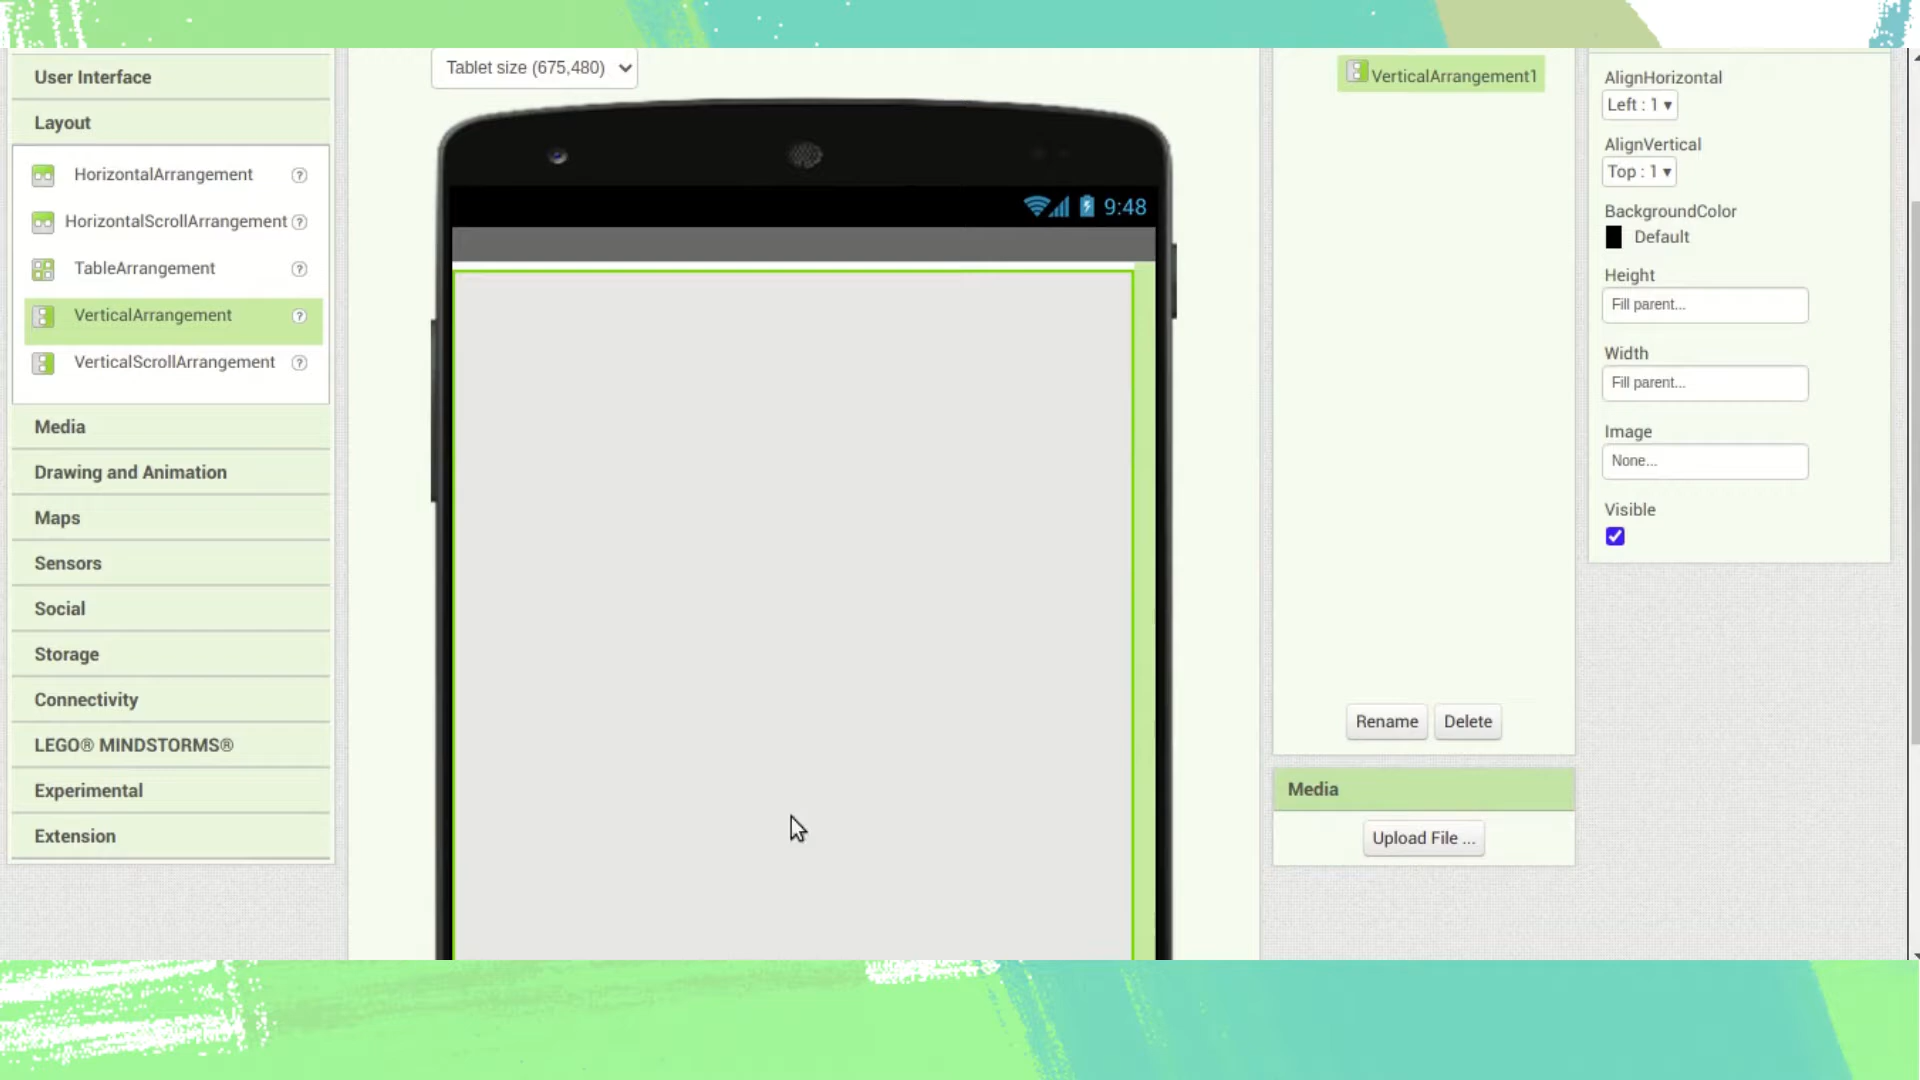 User Interface
Layout
HorizontalArrangement ?
HorizontalScrollArrangement ?
TableArrangement ?
VerticalArrangement ?
VerticalScrollArrangement ?
Media
Drawing and Animation
Maps
Sensors
Social
Storage
Connectivity
LEGO® MINDSTORMS®
Experimental
Extension
Tablet size (675,480)
9:48
VerticalArrangement1
Rename Delete
Media
Upload File ...
AlignHorizontal
Left : 1 ▾
AlignVertical
Top : 1 ▾
BackgroundColor
Default
Height
Fill parent...
Width
Fill parent...
Image
None...
Visible